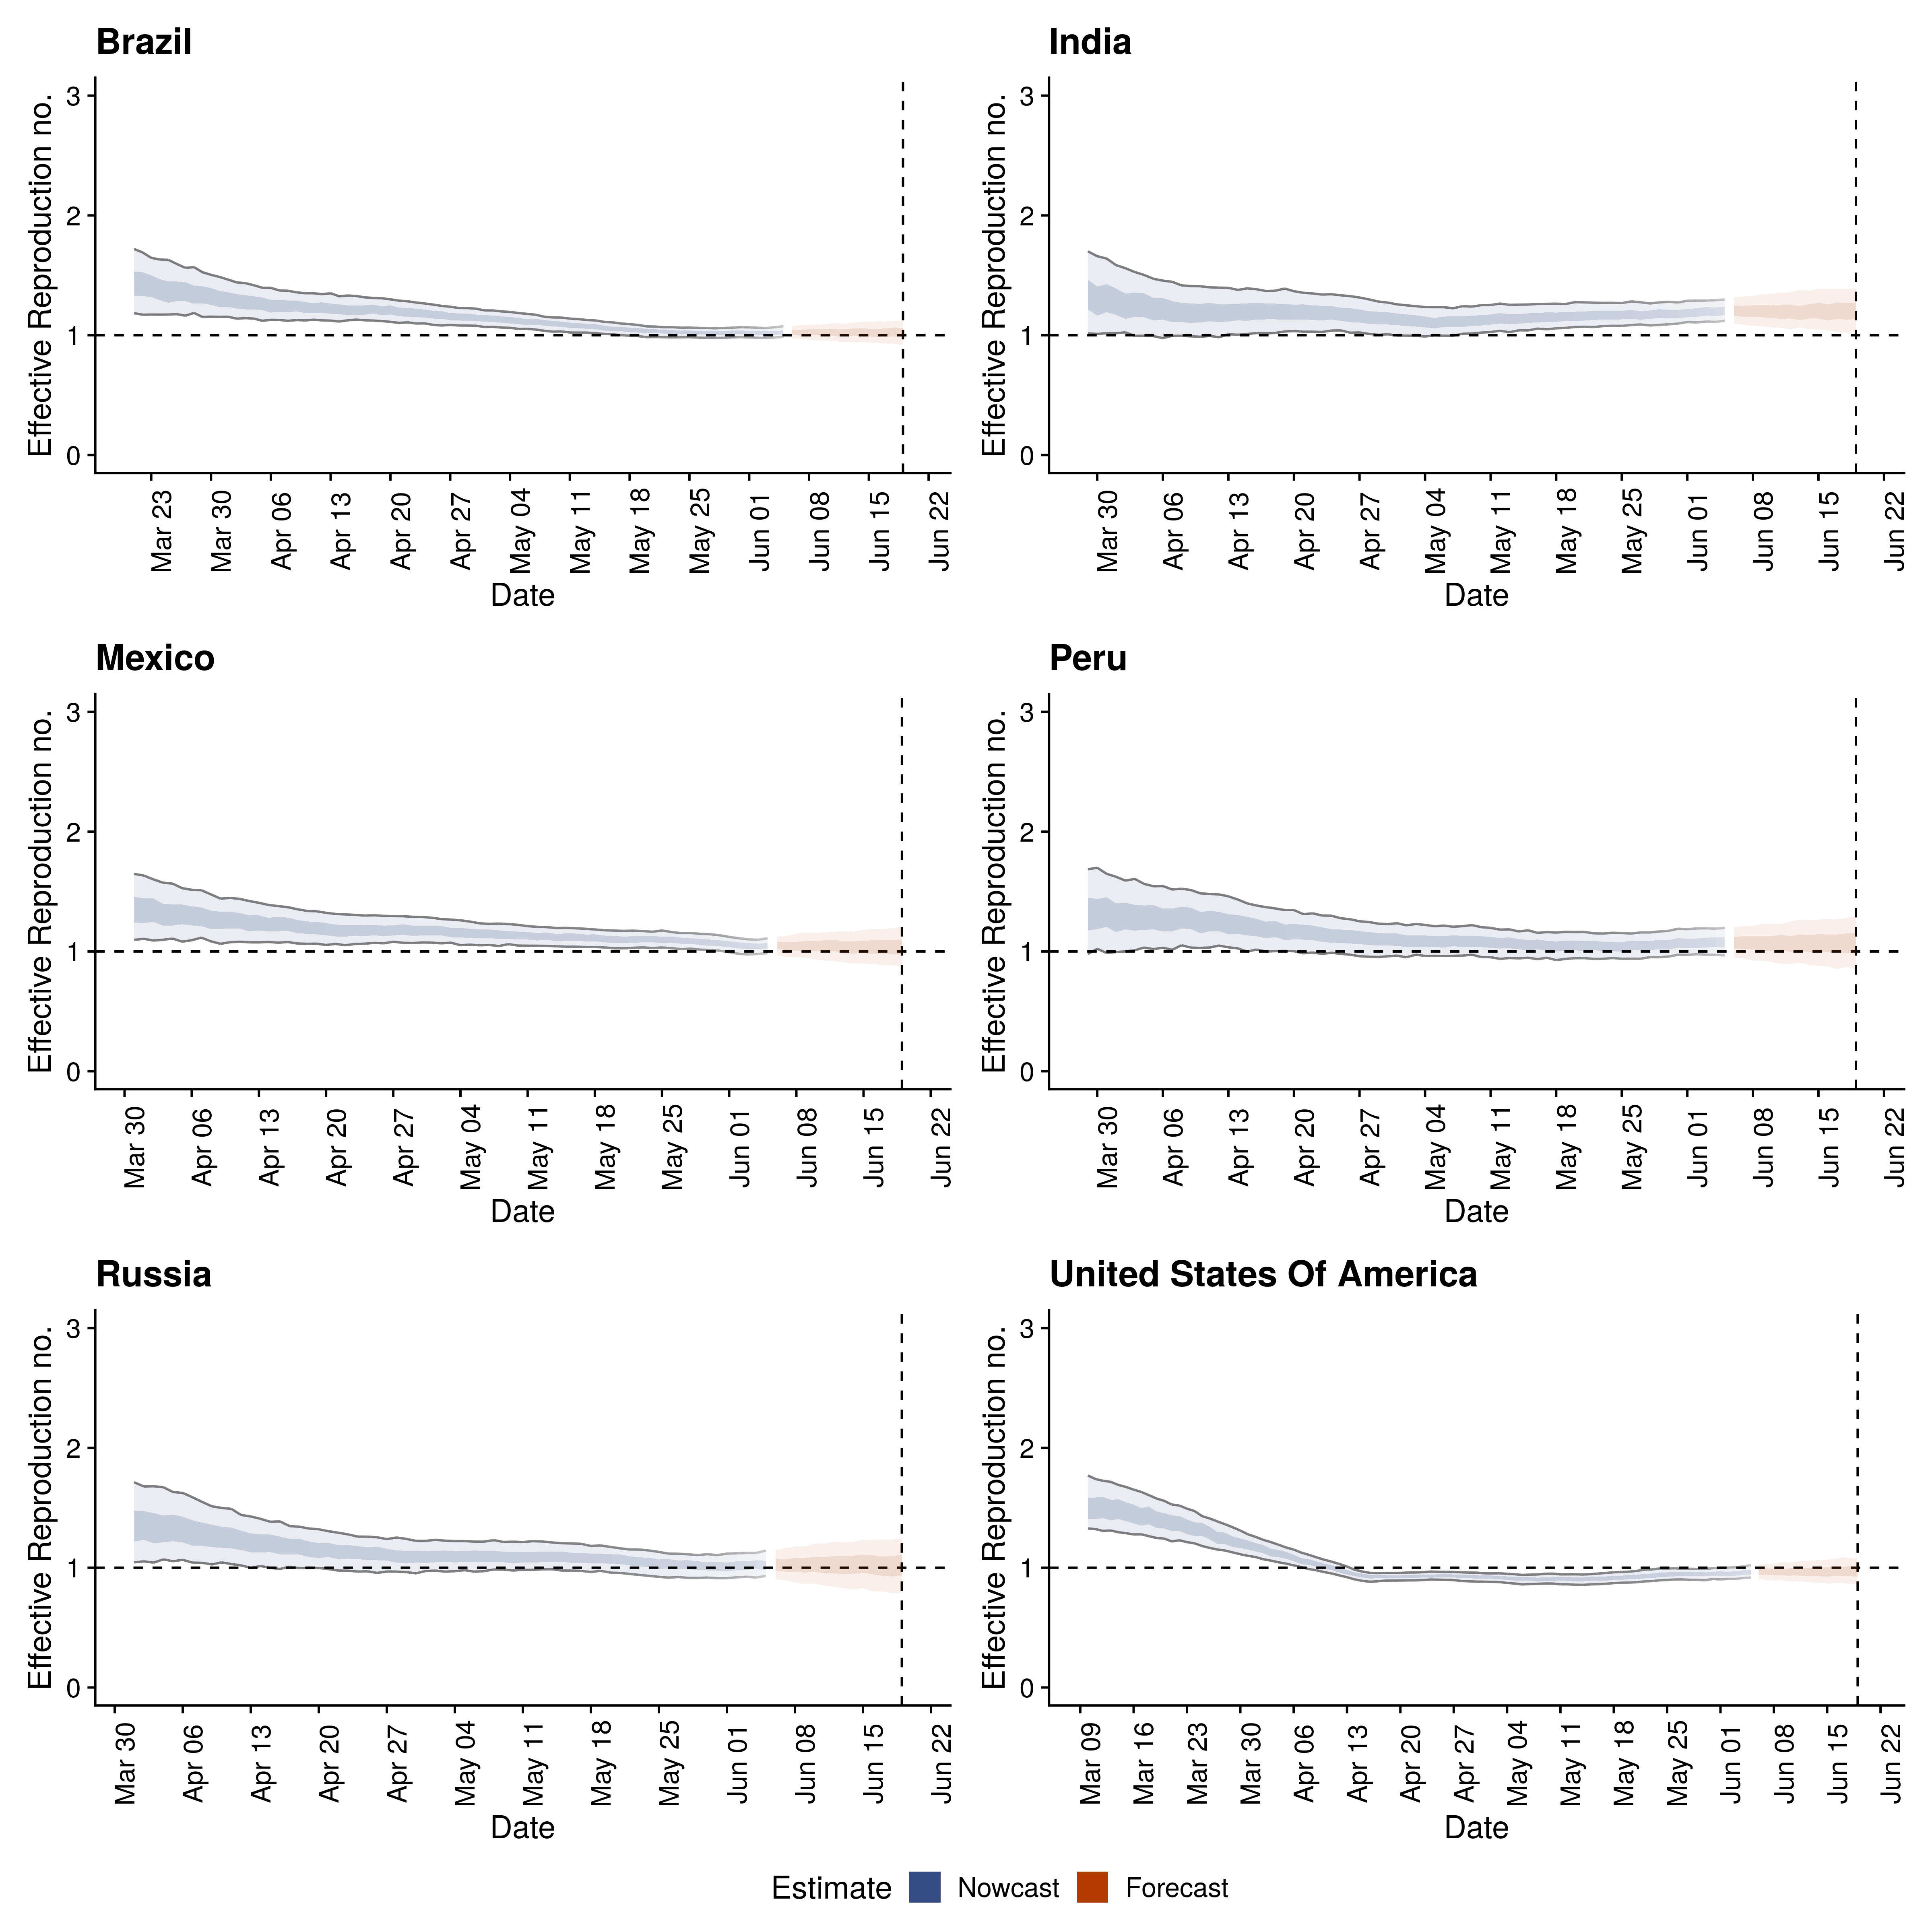 Brazil
Effective Reproduction no.
3
2
1
0
Mar 23
Mar 30
Apr 06
Apr 13
Apr 20
Apr 27
May 04
May 11
May 18
May 25
Jun 01
Jun 08
Jun 15
Jun 22
Date
India
Effective Reproduction no.
3
2
1
0
Mar 30
Apr 06
Apr 13
Apr 20
Apr 27
May 04
May 11
May 18
May 25
Jun 01
Jun 08
Jun 15
Jun 22
Date
Mexico
Effective Reproduction no.
3
2
1
0
Mar 30
Apr 06
Apr 13
Apr 20
Apr 27
May 04
May 11
May 18
May 25
Jun 01
Jun 08
Jun 15
Jun 22
Date
Peru
Effective Reproduction no.
3
2
1
0
Mar 30
Apr 06
Apr 13
Apr 20
Apr 27
May 04
May 11
May 18
May 25
Jun 01
Jun 08
Jun 15
Jun 22
Date
Russia
Effective Reproduction no.
3
2
1
0
Mar 30
Apr 06
Apr 13
Apr 20
Apr 27
May 04
May 11
May 18
May 25
Jun 01
Jun 08
Jun 15
Jun 22
Date
United States Of America
Effective Reproduction no.
3
2
1
0
Mar 09
Mar 16
Mar 23
Mar 30
Apr 06
Apr 13
Apr 20
Apr 27
May 04
May 11
May 18
May 25
Jun 01
Jun 08
Jun 15
Jun 22
Date
Estimate Nowcast Forecast